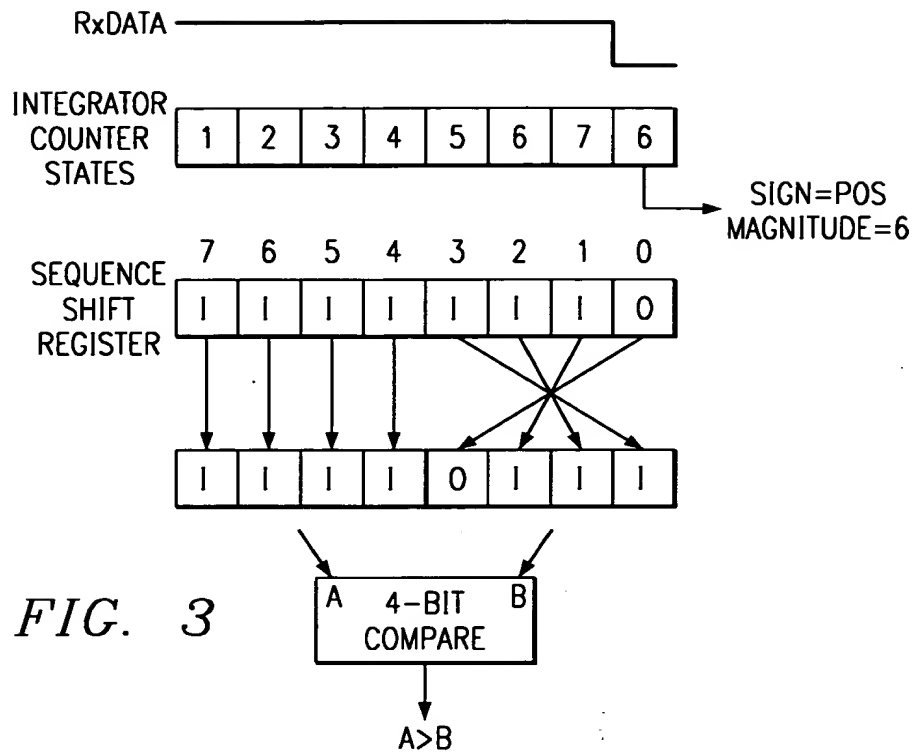 RxDATA
INTEGRATOR
COUNTER
STATES
1 2 3 4 5 6 7 6
SIGN=POS
MAGNITUDE=6
7 6 5 4 3 2 1 0
SEQUENCE
SHIFT
REGISTER
1 1 1 1 1 1 1 0
1 1 1 1 0 1 1 1
A B
4-BIT
COMPARE
FIG. 3
A>B